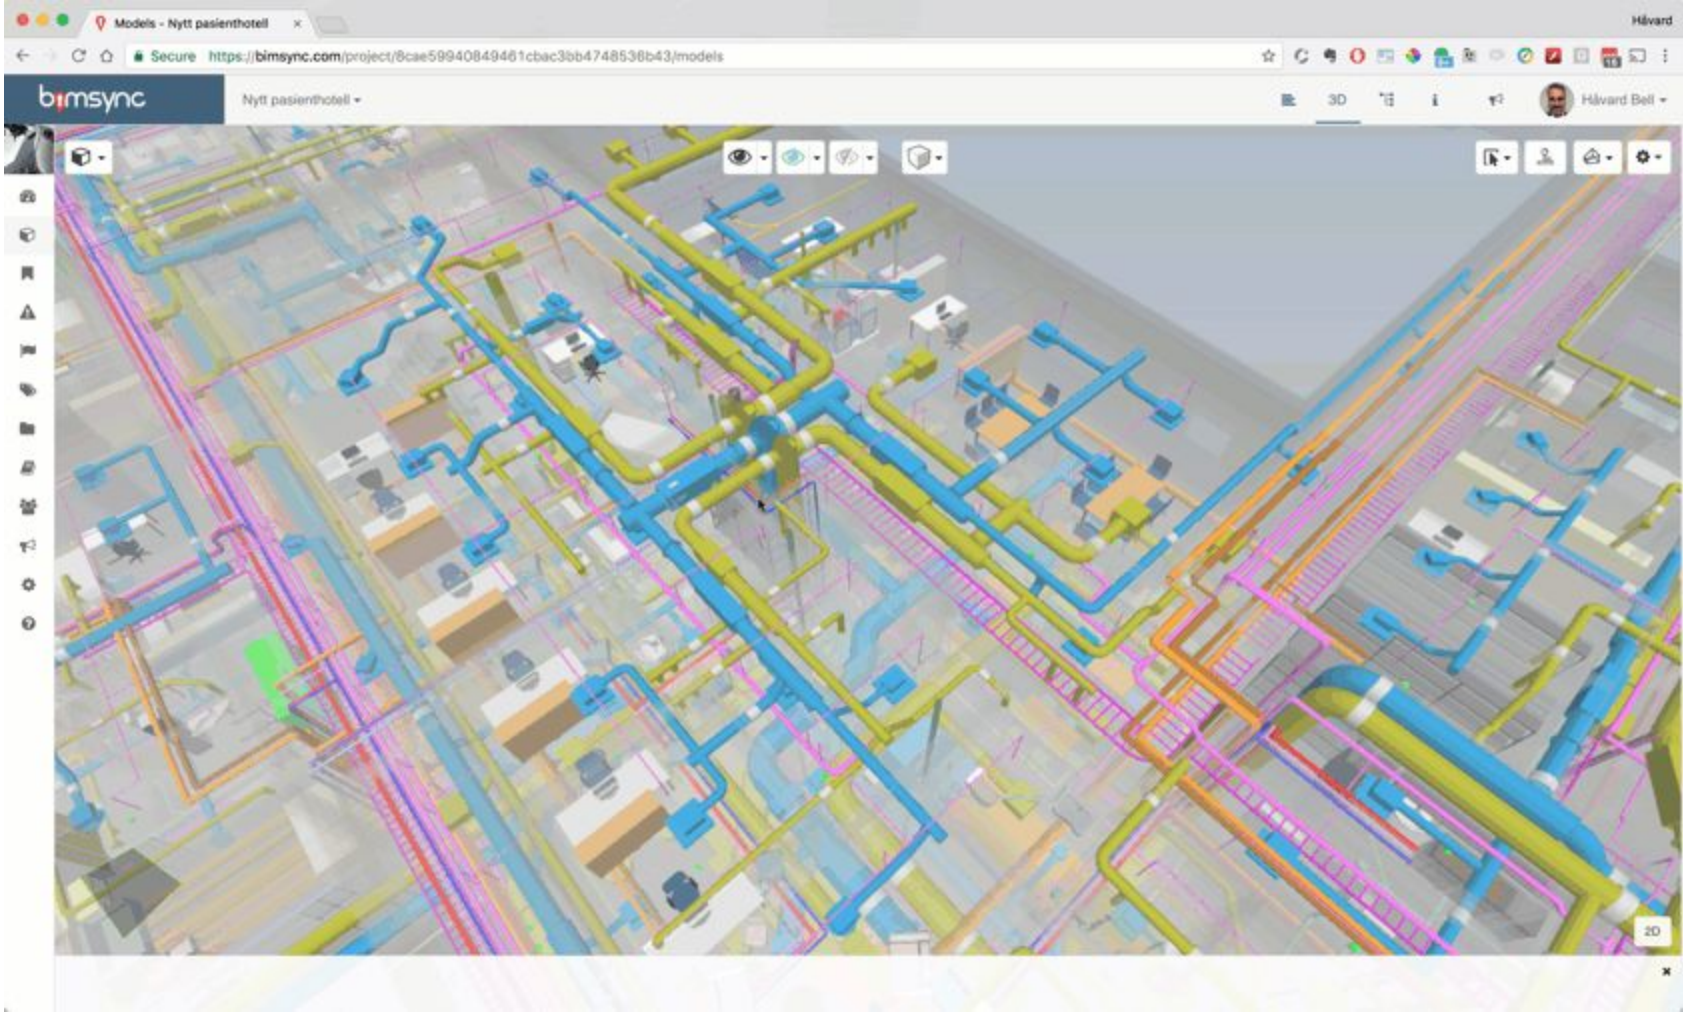 Models - Nytt pasienthotell
Håvard
Secure https://bimsync.com/project/8cae59940849461cbac3bb4748536b43/models
bimsync
Nytt pasienthotell
3D
Håvard Bell
2D